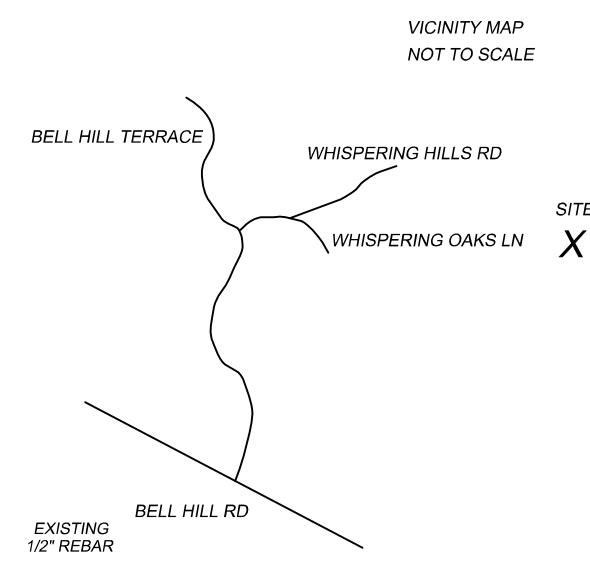 VICINITY MAP
NOT TO SCALE
BELL HILL TERRACE
WHISPERING HILLS RD
SITE
X
WHISPERING OAKS LN
BELL HILL RD
EXISTING
1/2" REBAR